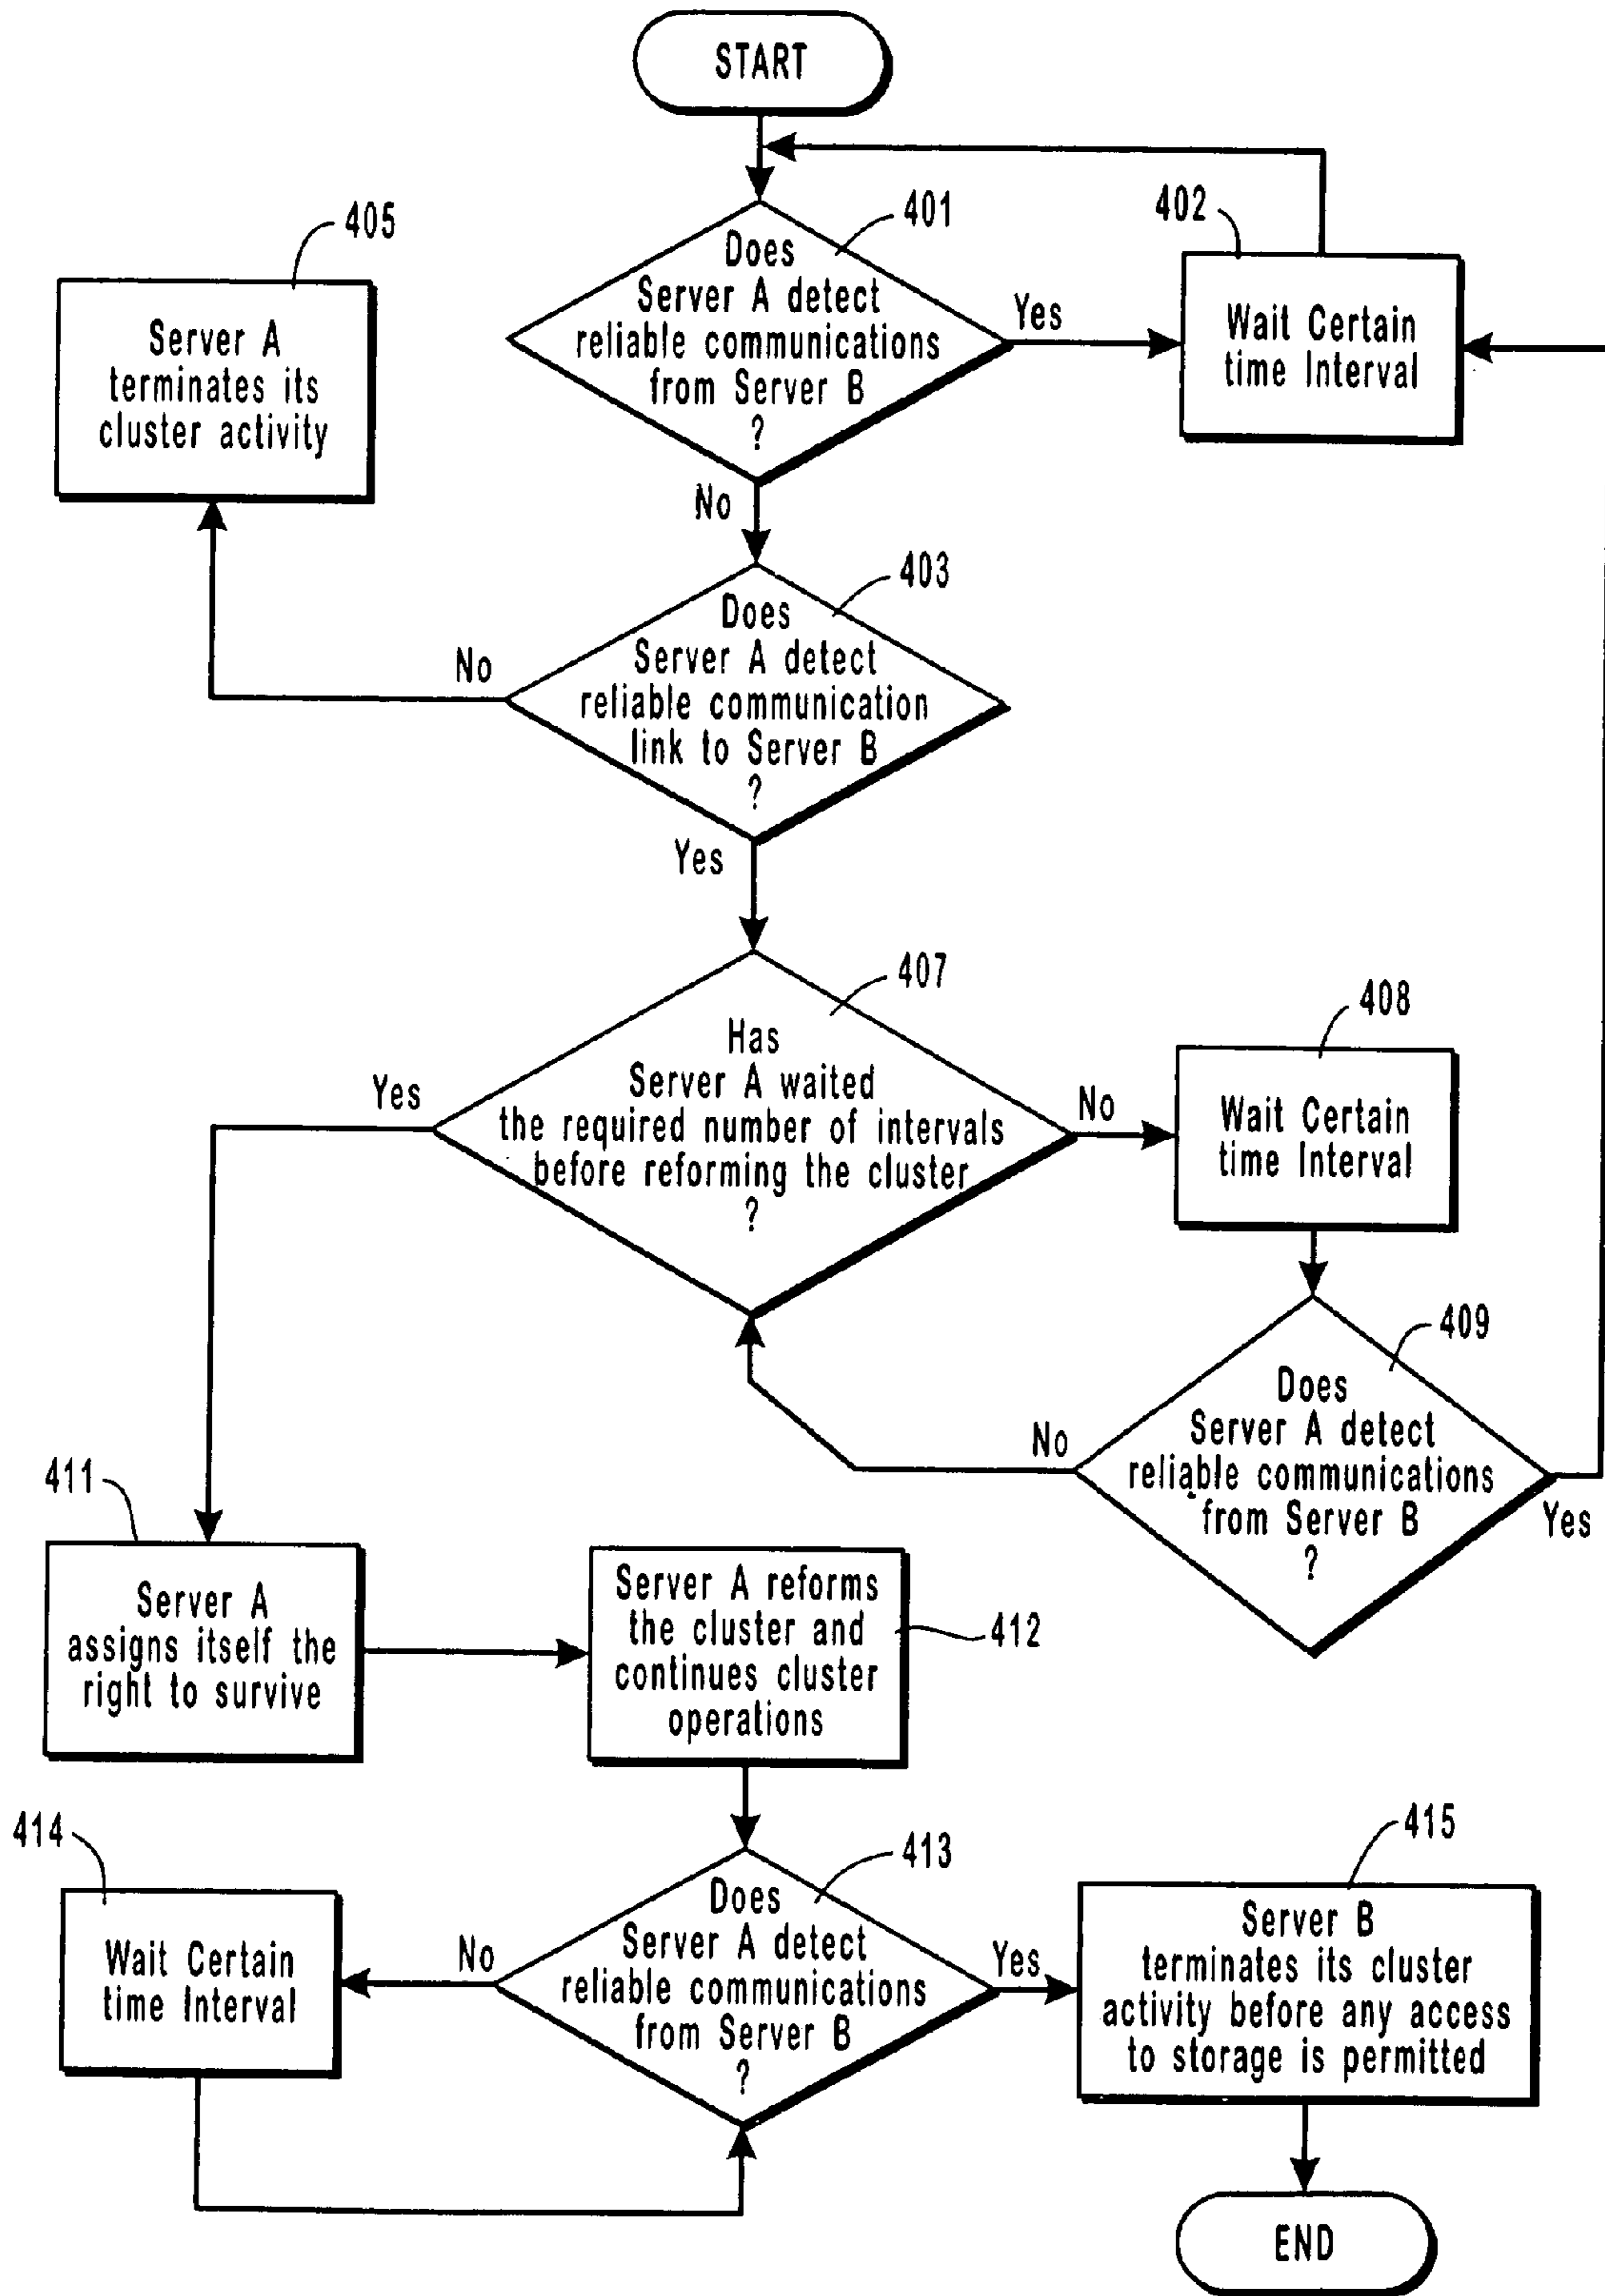 START
401
Does
Server A detect
reliable communications
from Server B
?
Yes
402
Wait Certain
time Interval
405
Server A
terminates its
cluster activity
No
403
Does
Server A detect
reliable communication
link to Server B
?
No
Yes
407
Has
Server A waited
the required number of intervals
before reforming the cluster
?
Yes
No
408
Wait Certain
time Interval
409
Does
Server A detect
reliable communications
from Server B
?
No
Yes
411
Server A
assigns itself the
right to survive
Server A reforms
the cluster and
continues cluster
operations
412
413
Does
Server A detect
reliable communications
from Server B
?
No
Yes
414
Wait Certain
time Interval
415
Server B
terminates its cluster
activity before any access
to storage is permitted
END